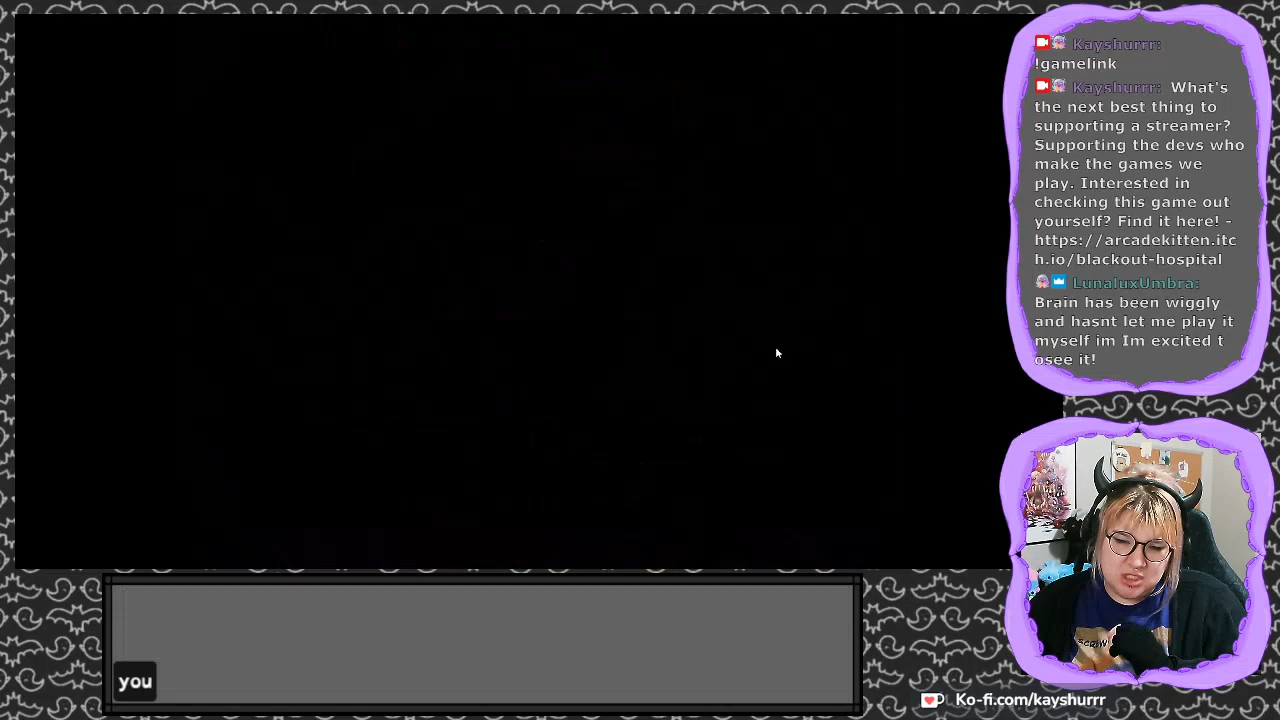 Kayshurrr:
!gamelink
Kayshurrr: What's
the next best thing to
supporting a streamer?
Supporting the devs who
make the games we
play. Interested in
checking this game out
yourself? Find it here! -
https://arcadekitten.itc
h.io/blackout-hospital
LunaluxUmbra:
Brain has been wiggly
and hasnt let me play it
myself im Im excited t
osee it!
you
Ko-fi.com/kayshurrr